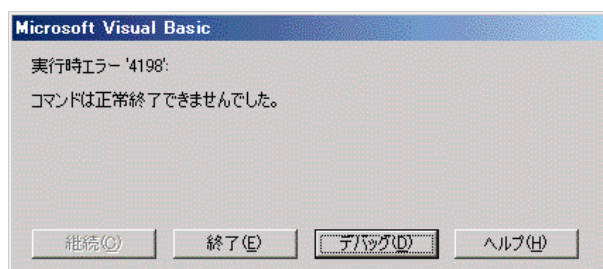 Microsoft Visual Basic
実行時エラー '4198':
コマンドは正常終了できませんでした。
継続(C) 終了(E) デバッグ(D) ヘルプ(H)